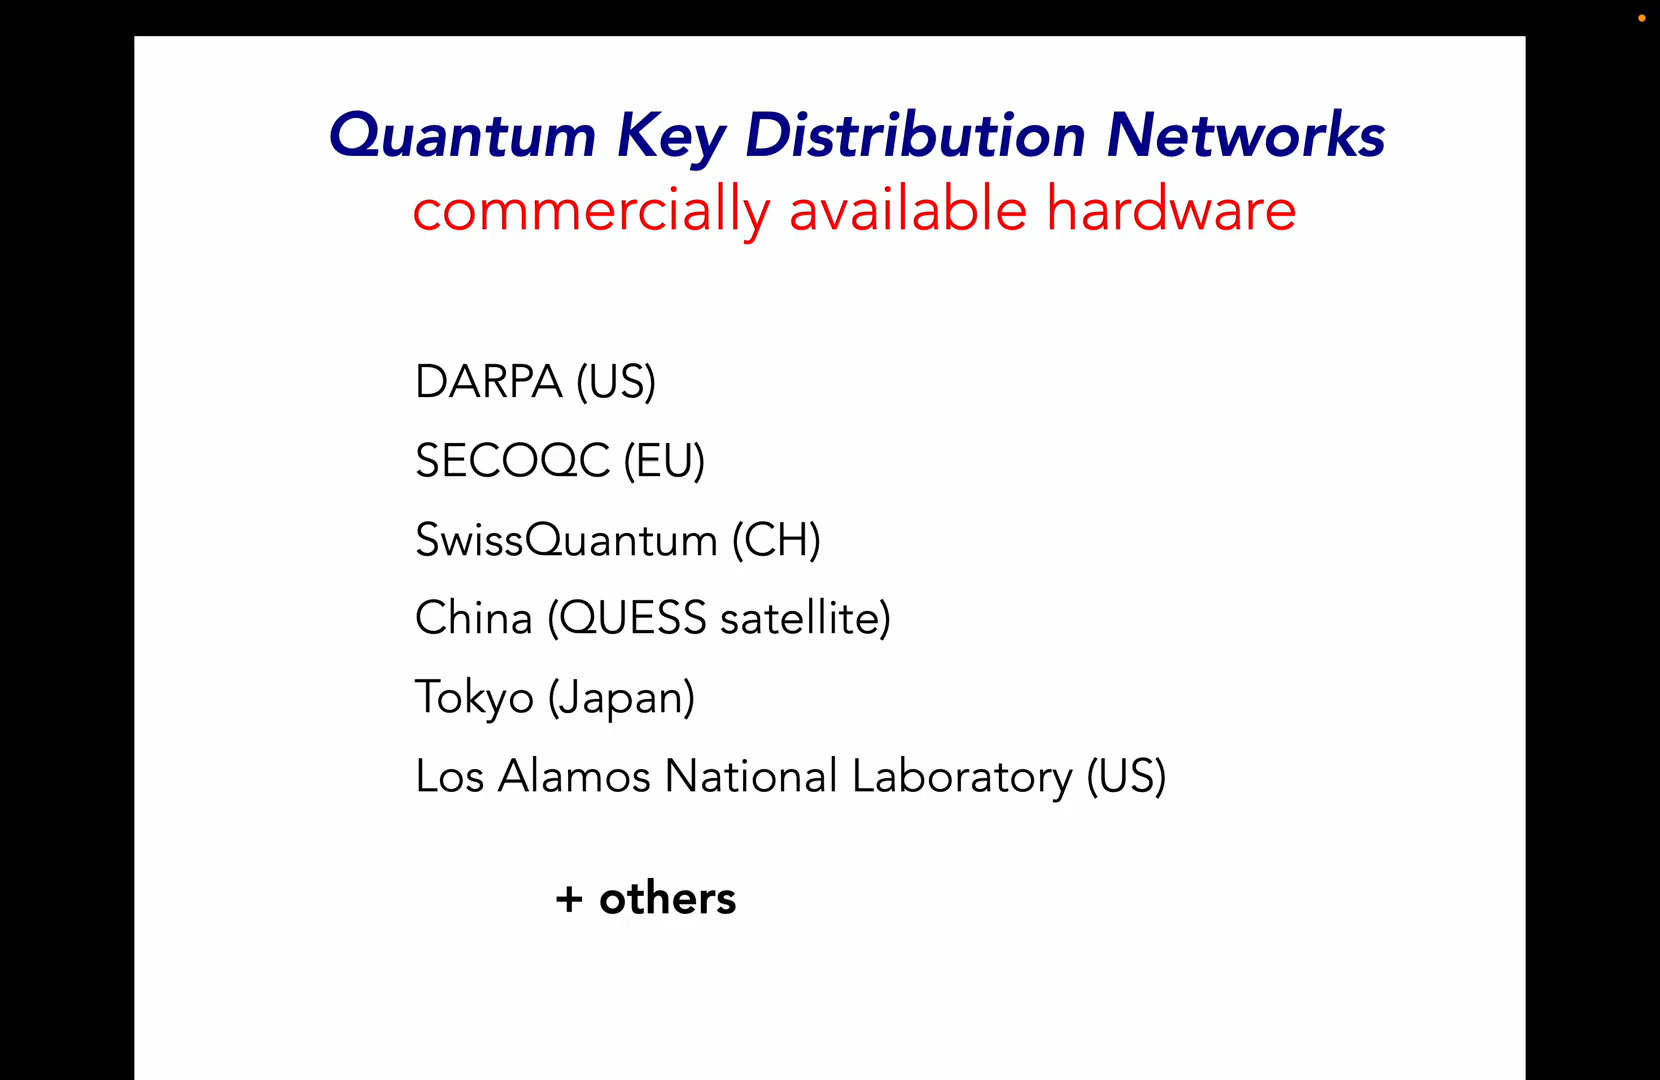 Quantum Key Distribution Networks
commercially available hardware
DARPA (US)
SECOQC (EU)
SwissQuantum (CH)
China (QUESS satellite)
Tokyo (Japan)
Los Alamos National Laboratory (US)
+ others